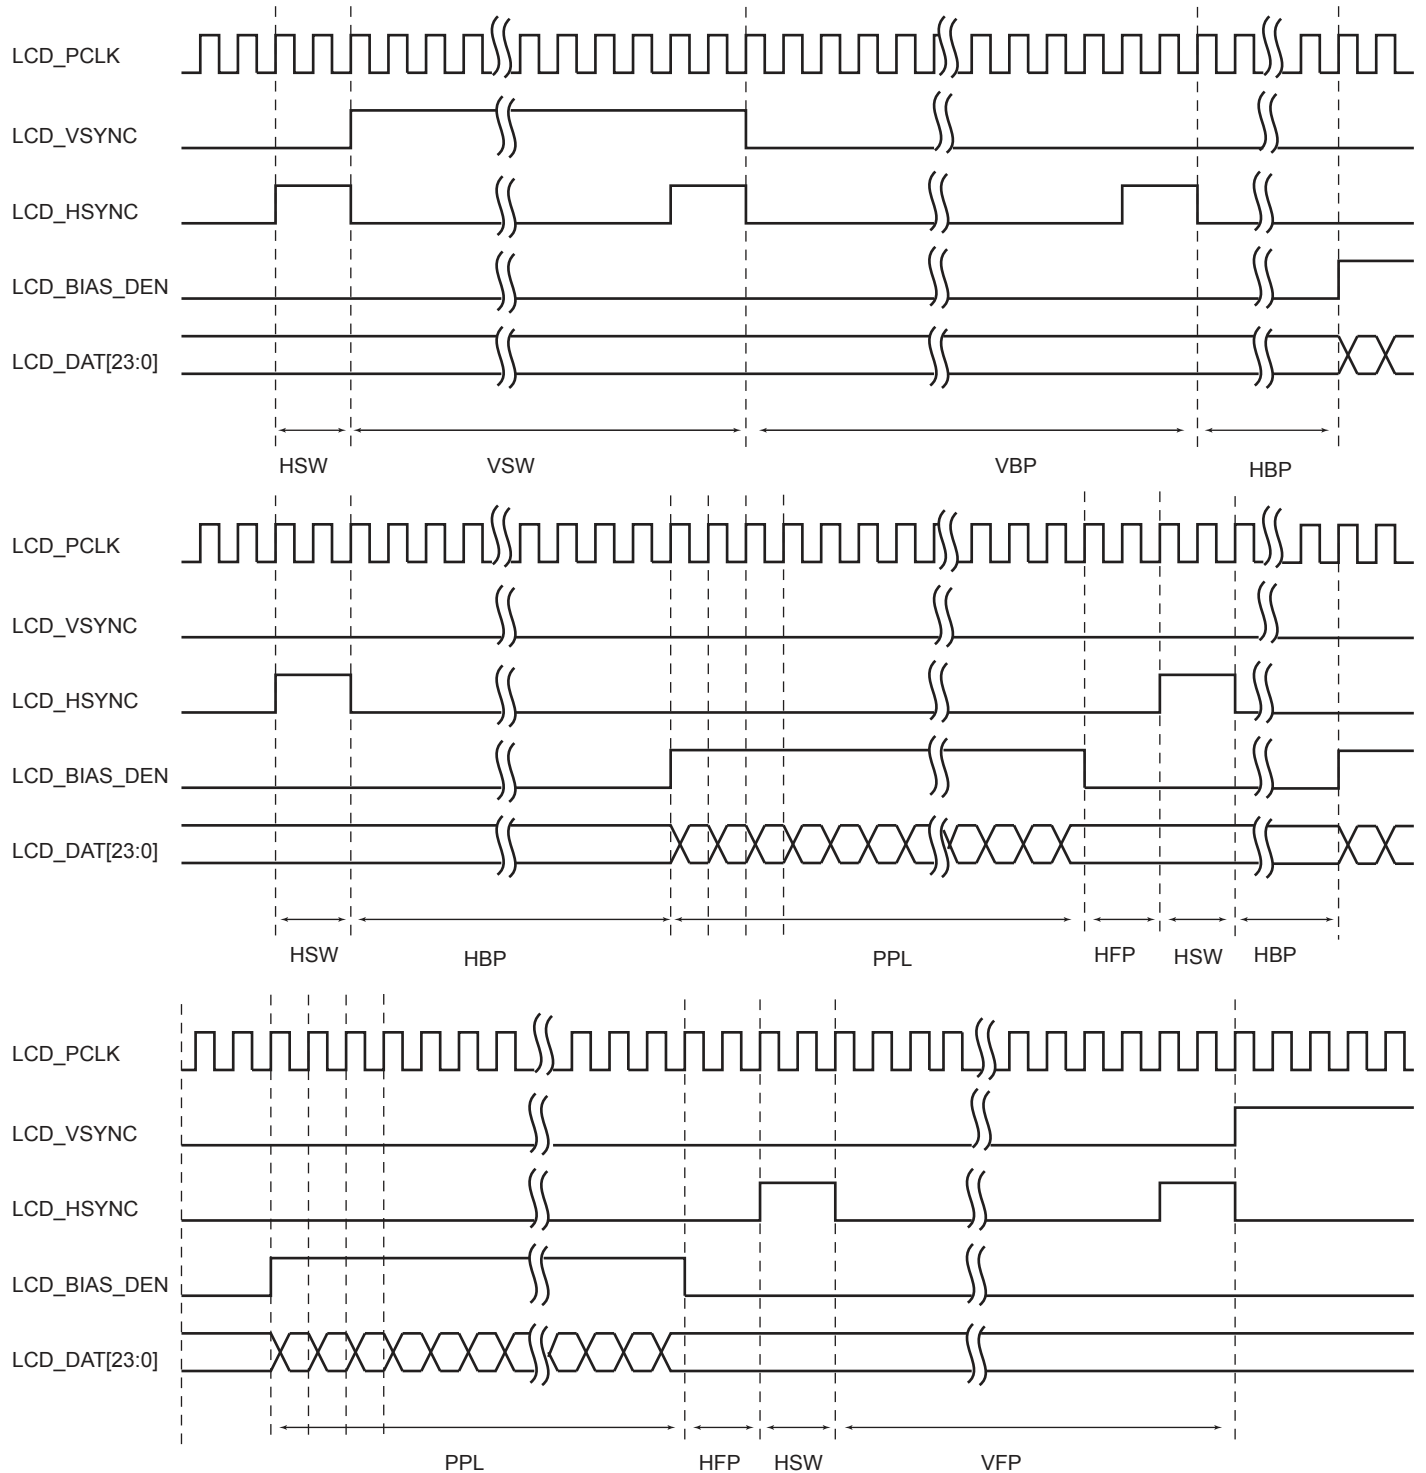 LCD_PCLK
LCD_VSYNC
LCD_HSYNC
LCD_BIAS_DEN
LCD_DAT[23:0]
HSW VSW VBP HBP
LCD_PCLK
LCD_VSYNC
LCD_HSYNC
LCD_BIAS_DEN
LCD_DAT[23:0]
HSW HBP PPL HFP HSW HBP
LCD_PCLK
LCD_VSYNC
LCD_HSYNC
LCD_BIAS_DEN
LCD_DAT[23:0]
PPL HFP HSW VFP